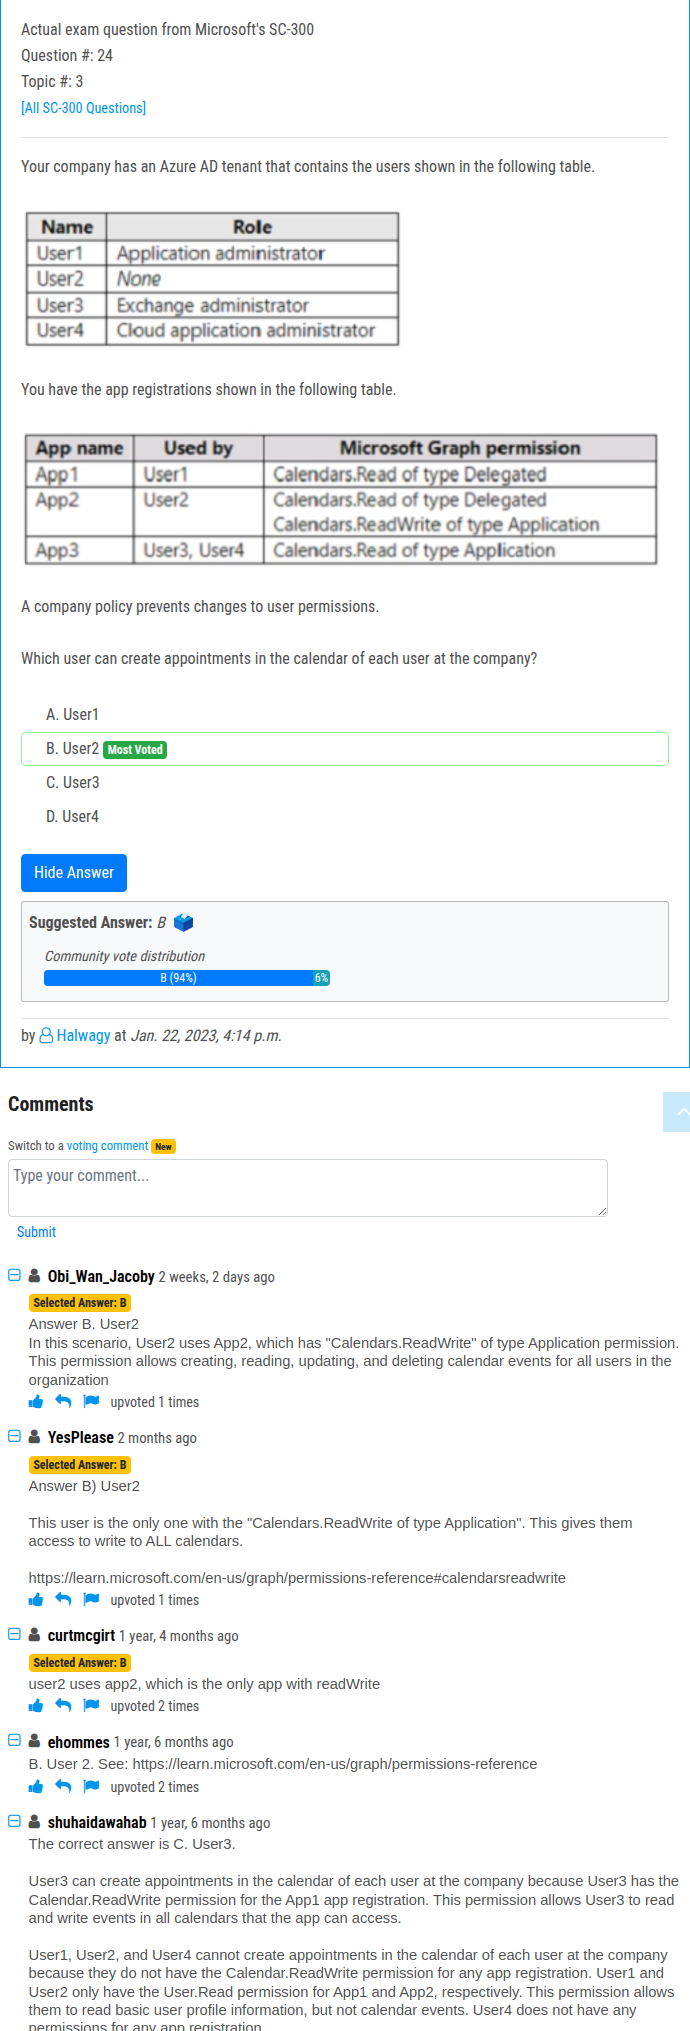 Actual exam question from Microsoft's SC-300
Question #: 24
Topic #: 3
[All SC-300 Questions]
Your company has an Azure AD tenant that contains the users shown in the following table.
Name Role
User1 Application administrator
User2 None
User3 Exchange administrator
User4 Cloud application administrator
You have the app registrations shown in the following table.
App name Used by Microsoft Graph permission
App1 User1 Calendars.Read of type Delegated
App2 User2 Calendars.Read of type Delegated
Calendars.ReadWrite of type Application
App3 User3, User4 Calendars.Read of type Application
A company policy prevents changes to user permissions.
Which user can create appointments in the calendar of each user at the company?
A. User1
B. User2 Most Voted
C. User3
D. User4
Hide Answer
Suggested Answer: B
Community vote distribution
B (94%) 6%
by Halwagy at Jan. 22, 2023, 4:14 p.m.
Comments
Switch to a voting comment New
Type your comment...
Submit
Obi_Wan_Jacoby 2 weeks, 2 days ago
Selected Answer: B
Answer B. User2
In this scenario, User2 uses App2, which has "Calendars.ReadWrite" of type Application permission.
This permission allows creating, reading, updating, and deleting calendar events for all users in the
organization
upvoted 1 times
YesPlease 2 months ago
Selected Answer: B
Answer B) User2
This user is the only one with the "Calendars.ReadWrite of type Application". This gives them
access to write to ALL calendars.
https://learn.microsoft.com/en-us/graph/permissions-reference#calendarsreadwrite
upvoted 1 times
curtmcgirt 1 year, 4 months ago
Selected Answer: B
user2 uses app2, which is the only app with readWrite
upvoted 2 times
ehommes 1 year, 6 months ago
B. User 2. See: https://learn.microsoft.com/en-us/graph/permissions-reference
upvoted 2 times
shuhaidawahab 1 year, 6 months ago
The correct answer is C. User3.
User3 can create appointments in the calendar of each user at the company because User3 has the
Calendar.ReadWrite permission for the App1 app registration. This permission allows User3 to read
and write events in all calendars that the app can access.
User1, User2, and User4 cannot create appointments in the calendar of each user at the company
because they do not have the Calendar.ReadWrite permission for any app registration. User1 and
User2 only have the User.Read permission for App1 and App2, respectively. This permission allows
them to read basic user profile information, but not calendar events. User4 does not have any
permissions for any app registration